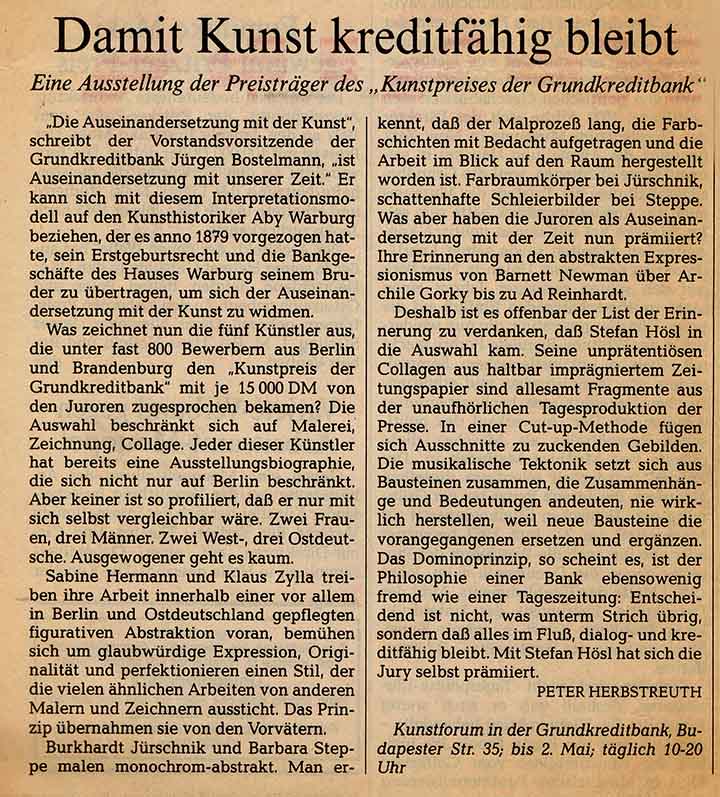 Damit Kunst kreditfähig bleibt
Eine Ausstellung der Preisträger des „Kunstpreises der Grundkreditbank“
„Die Auseinandersetzung mit der Kunst“,
schreibt der Vorstandsvorsitzende der
Grundkreditbank Jürgen Bostelmann, „ist
Auseinandersetzung mit unserer Zeit.“ Er
kann sich mit diesem Interpretationsmo-
dell auf den Kunsthistoriker Aby Warburg
beziehen, der es anno 1879 vorgezogen hat-
te, sein Erstgeburtsrecht und die Bankge-
schäfte des Hauses Warburg seinem Bru-
der zu übertragen, um sich der Auseinan-
dersetzung mit der Kunst zu widmen.
Was zeichnet nun die fünf Künstler aus,
die unter fast 800 Bewerbern aus Berlin
und Brandenburg den „Kunstpreis der
Grundkreditbank“ mit je 15 000 DM von
den Juroren zugesprochen bekamen? Die
Auswahl beschränkt sich auf Malerei,
Zeichnung, Collage. Jeder dieser Künstler
hat bereits eine Ausstellungsbiographie,
die sich nicht nur auf Berlin beschränkt.
Aber keiner ist so profiliert, daß er nur mit
sich selbst vergleichbar wäre. Zwei Frau-
en, drei Männer. Zwei West-, drei Ostdeut-
sche. Ausgewogener geht es kaum.
Sabine Hermann und Klaus Zylla trei-
ben ihre Arbeit innerhalb einer vor allem
in Berlin und Ostdeutschland gepflegten
figurativen Abstraktion voran, bemühen
sich um glaubwürdige Expression, Origi-
nalität und perfektionieren einen Stil, der
die vielen ähnlichen Arbeiten von anderen
Malern und Zeichnern aussticht. Das Prin-
zip übernahmen sie von den Vorvätern.
Burkhardt Jürschnik und Barbara Step-
pe malen monochrom-abstrakt. Man er-
kennt, daß der Malprozeß lang, die Farb-
schichten mit Bedacht aufgetragen und die
Arbeit im Blick auf den Raum hergestellt
worden ist. Farbraumkörper bei Jürschnik,
schattenhafte Schleierbilder bei Steppe.
Was aber haben die Juroren als Auseinan-
dersetzung mit der Zeit nun prämiiert?
Ihre Erinnerung an den abstrakten Expres-
sionismus von Barnett Newman über Ar-
chile Gorky bis zu Ad Reinhardt.
Deshalb ist es offenbar der List der Erin-
nerung zu verdanken, daß Stefan Hösl in
die Auswahl kam. Seine unprätentiösen
Collagen aus haltbar imprägniertem Zei-
tungspapier sind allesamt Fragmente aus
der unaufhörlichen Tagesproduktion der
Presse. In einer Cut-up-Methode fügen
sich Ausschnitte zu zuckenden Gebilden.
Die musikalische Tektonik setzt sich aus
Bausteinen zusammen, die Zusammenhän-
ge und Bedeutungen andeuten, nie wirk-
lich herstellen, weil neue Bausteine die
vorangegangenen ersetzen und ergänzen.
Das Dominoprinzip, so scheint es, ist der
Philosophie einer Bank ebensowenig
fremd wie einer Tageszeitung: Entschei-
dend ist nicht, was unterm Strich übrig,
sondern daß alles im Fluß, dialog- und kre-
ditfähig bleibt. Mit Stefan Hösl hat sich die
Jury selbst prämiiert.
PETER HERBSTREUTH
Kunstforum in der Grundkreditbank, Bu-
dapester Str. 35; bis 2. Mai; täglich 10-20
Uhr